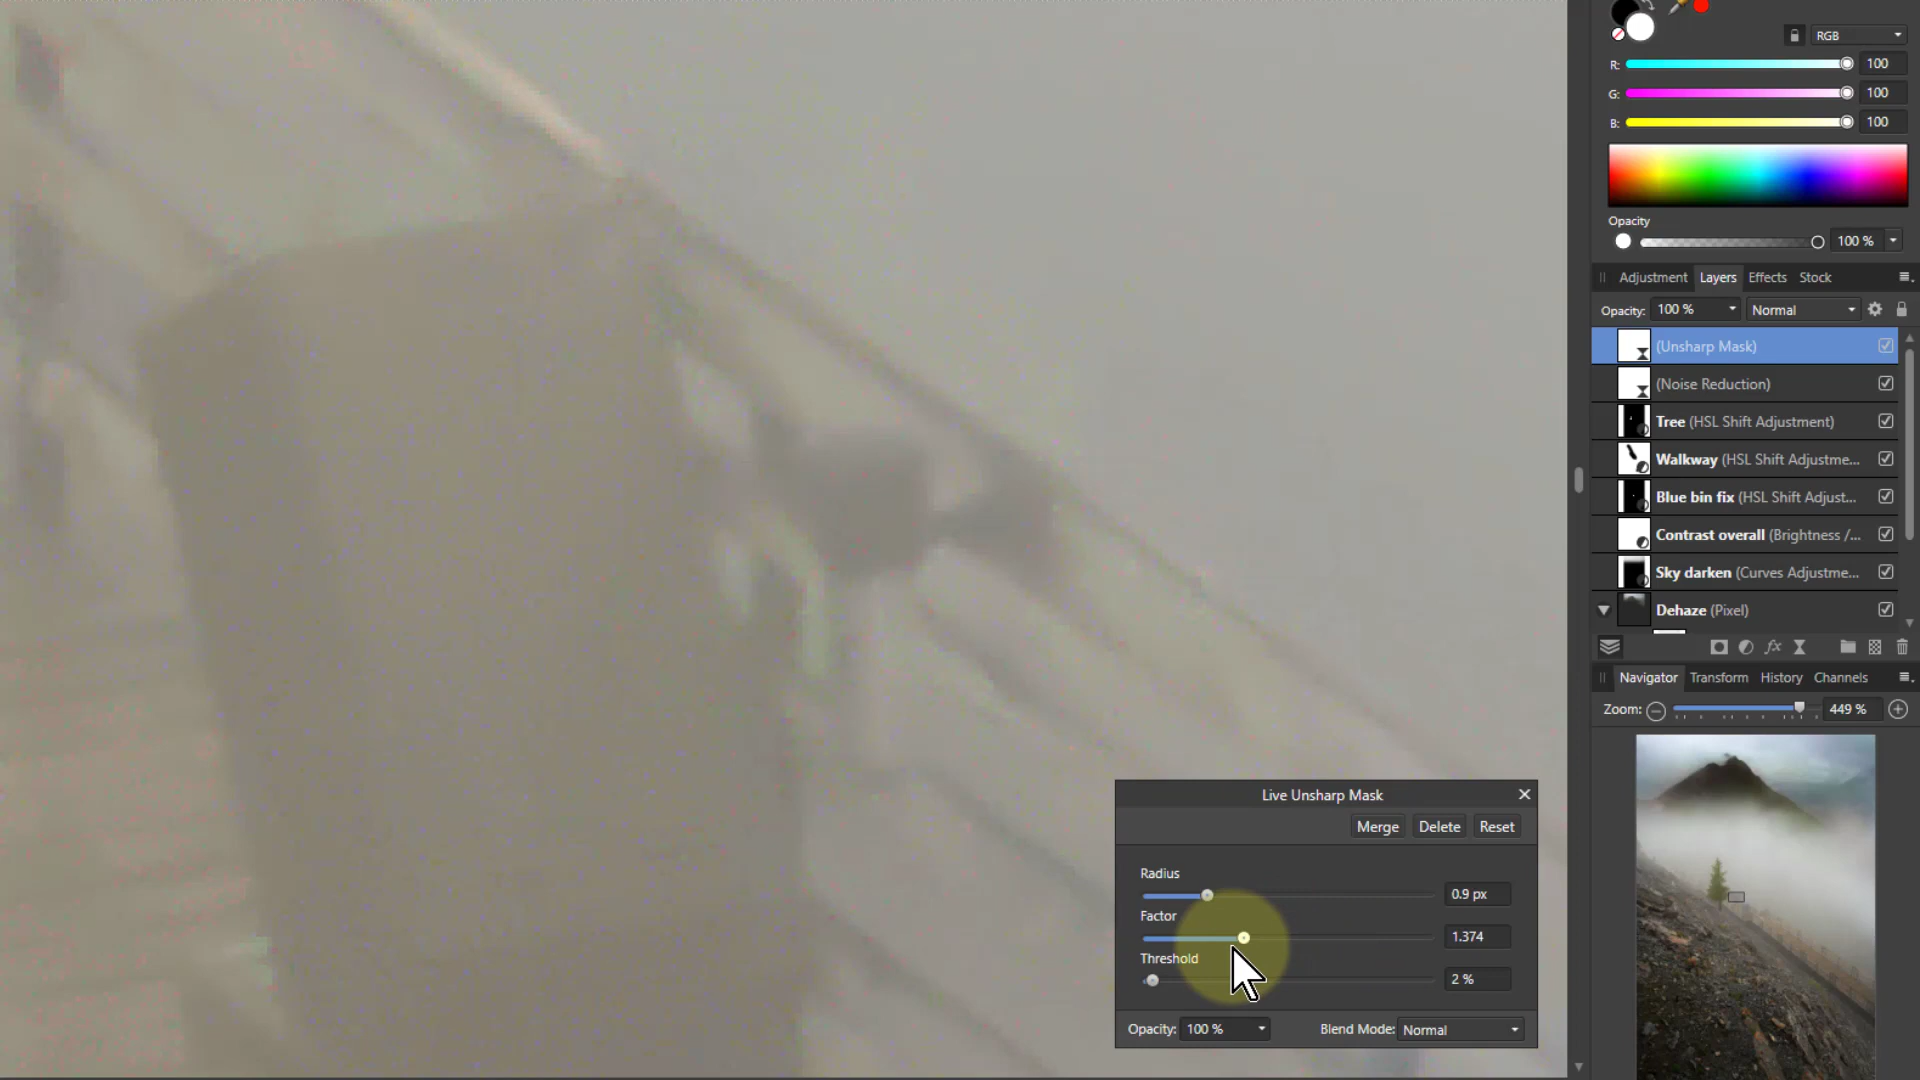 RGB
R: 100
G: 100
B: 100
Opacity
100 %
Adjustment Layers Effects Stock
Opacity: 100 % Normal
(Unsharp Mask)
(Noise Reduction)
Tree (HSL Shift Adjustment)
Walkway (HSL Shift Adjustme...
Blue bin fix (HSL Shift Adjust...
Contrast overall (Brightness /...
Sky darken (Curves Adjustme...
Dehaze (Pixel)
fx
Navigator Transform History Channels
Zoom: 449 %
Live Unsharp Mask
Merge Delete Reset
Radius
0.9 px
Factor
1.374
Threshold
2 %
Opacity: 100 % Blend Mode: Normal